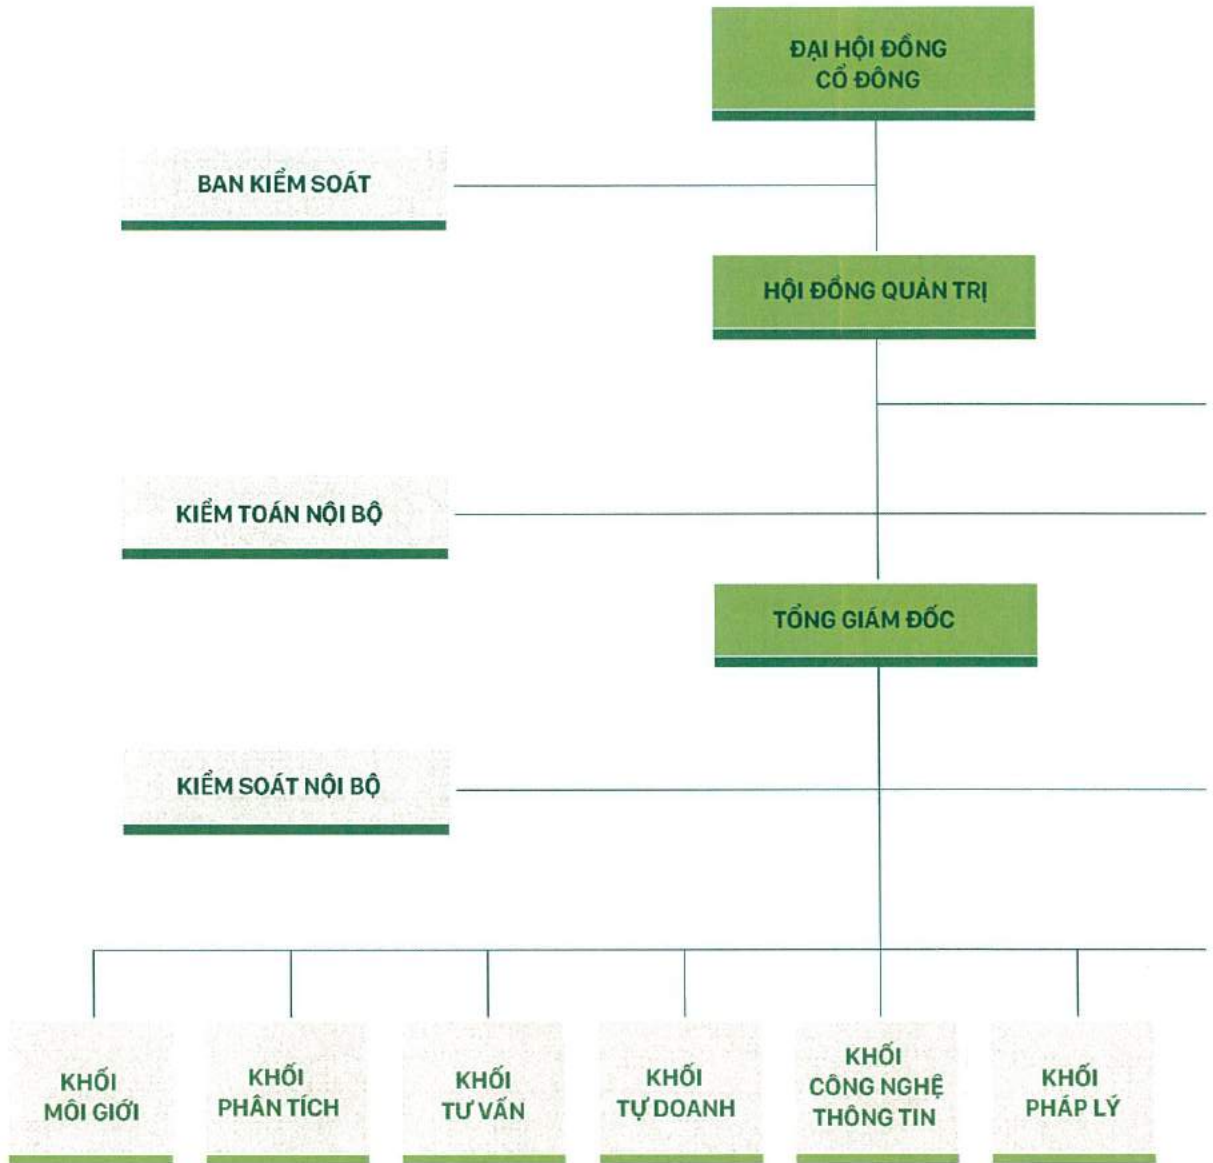 ĐẠI HỘI ĐỒNG
CỔ ĐÔNG
BAN KIỂM SOÁT
HỘI ĐỒNG QUẢN TRỊ
KIỂM TOÁN NỘI BỘ
TỔNG GIÁM ĐỐC
KIỂM SOÁT NỘI BỘ
KHỐI
MÔI GIỚI
KHỐI
PHÂN TÍCH
KHỐI
TƯ VẤN
KHỐI
TỰ DOANH
KHỐI
CÔNG NGHỆ
THÔNG TIN
KHỐI
PHÁP LÝ